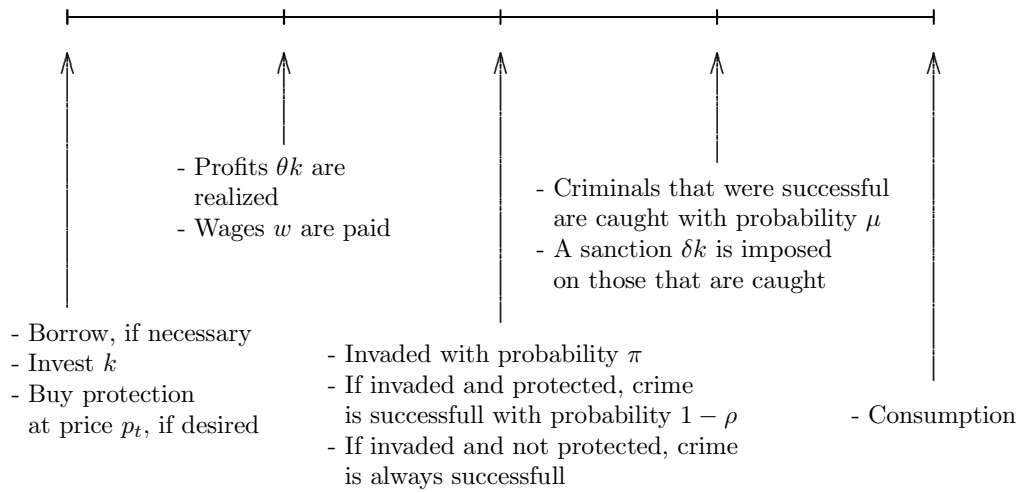 - Profits θk are
realized
- Wages w are paid
- Criminals that were successful
are caught with probability μ
- A sanction δk is imposed
on those that are caught
- Borrow, if necessary
- Invest k
- Buy protection
at price p_t, if desired
- Invaded with probability π
- If invaded and protected, crime
is successfull with probability 1 − ρ
- If invaded and not protected, crime
is always successfull
- Consumption